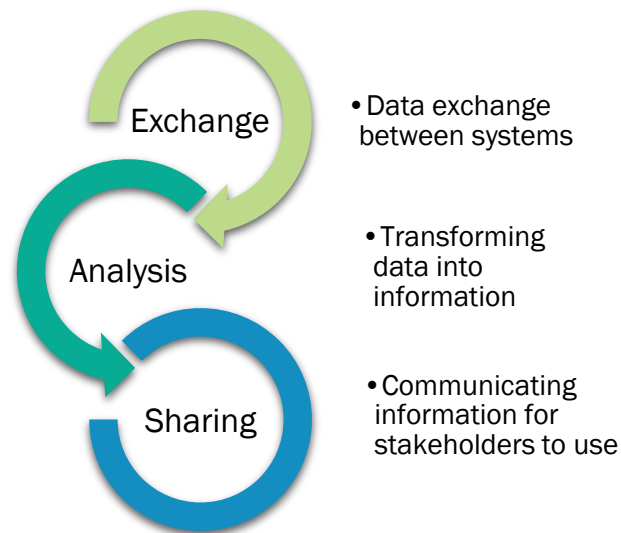 Exchange
•Data exchange
between systems
Analysis
•Transforming
data into
information
Sharing
•Communicating
information for
stakeholders to use